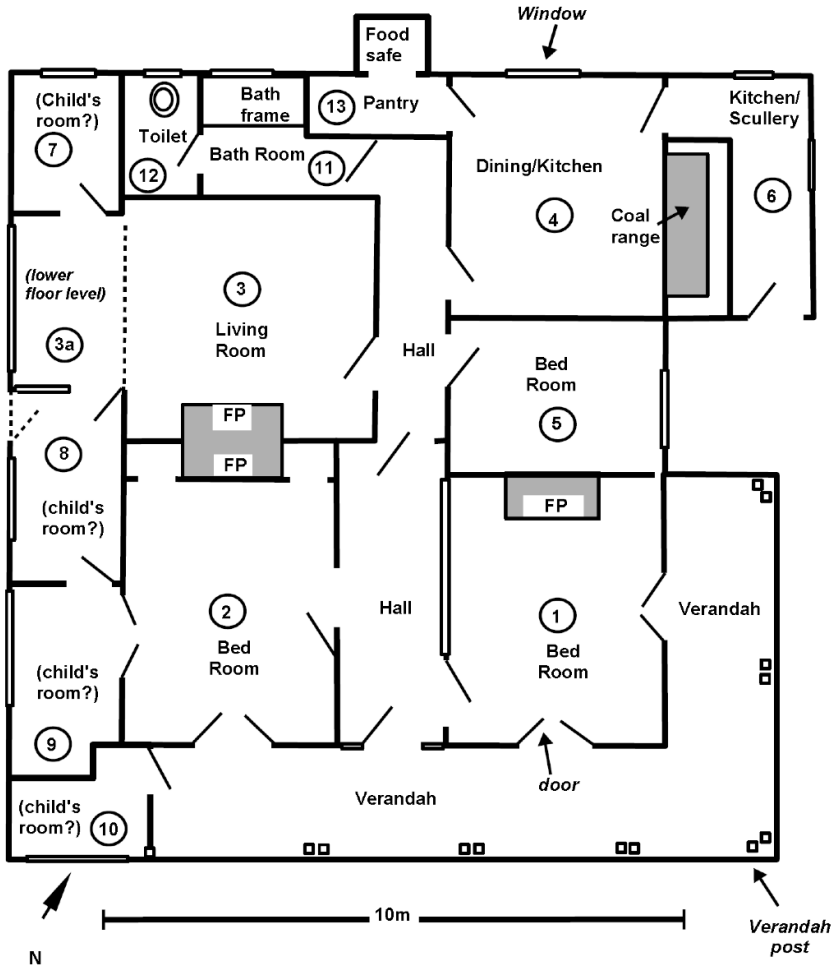 Window
Food
safe
(Child's
room?)
7
Toilet
12
Bath
frame
13
Pantry
Bath Room
11
Kitchen/
Scullery
6
Dining/Kitchen
4
Coal
range
(lower
floor level)
3a
3
Living
Room
Hall
Bed
Room
5
FP
FP
FP
8
(child's
room?)
2
Bed
Room
Hall
1
Bed
Room
Verandah
(child's
room?)
9
(child's
room?)
10
Verandah
door
10m
N
Verandah
post